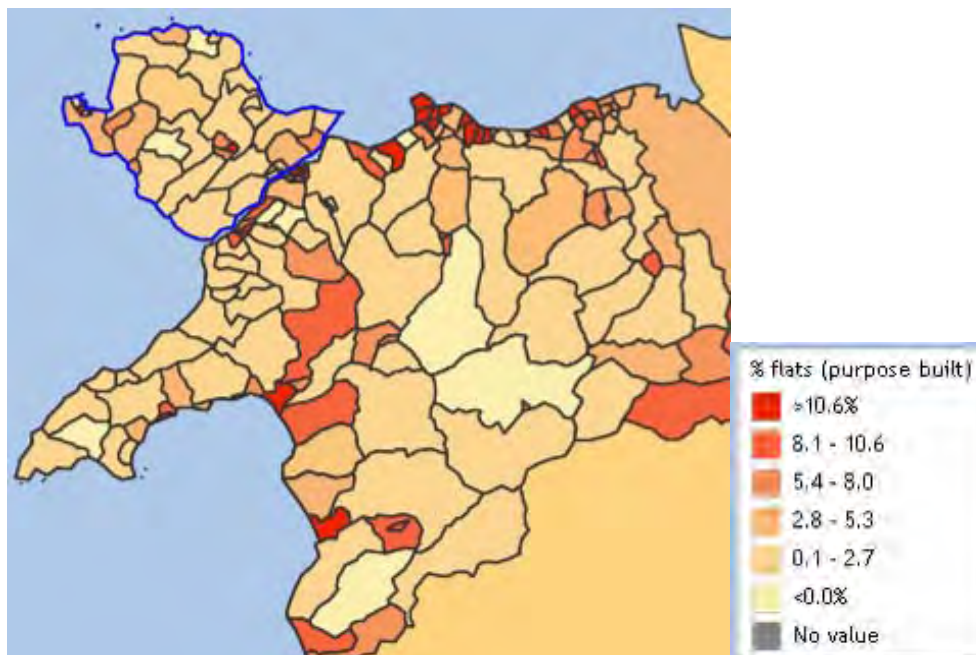 % flats (purpose built)
>10.6%
8.1 - 10.6
5.4 - 8.0
2.8 - 5.3
0.1 - 2.7
<0.0%
No value